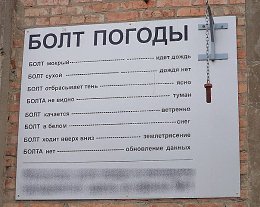 БОЛТ ПОГОДЫ
БОЛТ мокрый идет дождь
БОЛТ сухой дождя нет
БОЛТ отбрасывает тень ясно
БОЛТА не видно туман
БОЛТ качается ветренно
БОЛТ в белом снег
БОЛТ ходит вверх вниз землетрясение
БОЛТА нет обновление данных